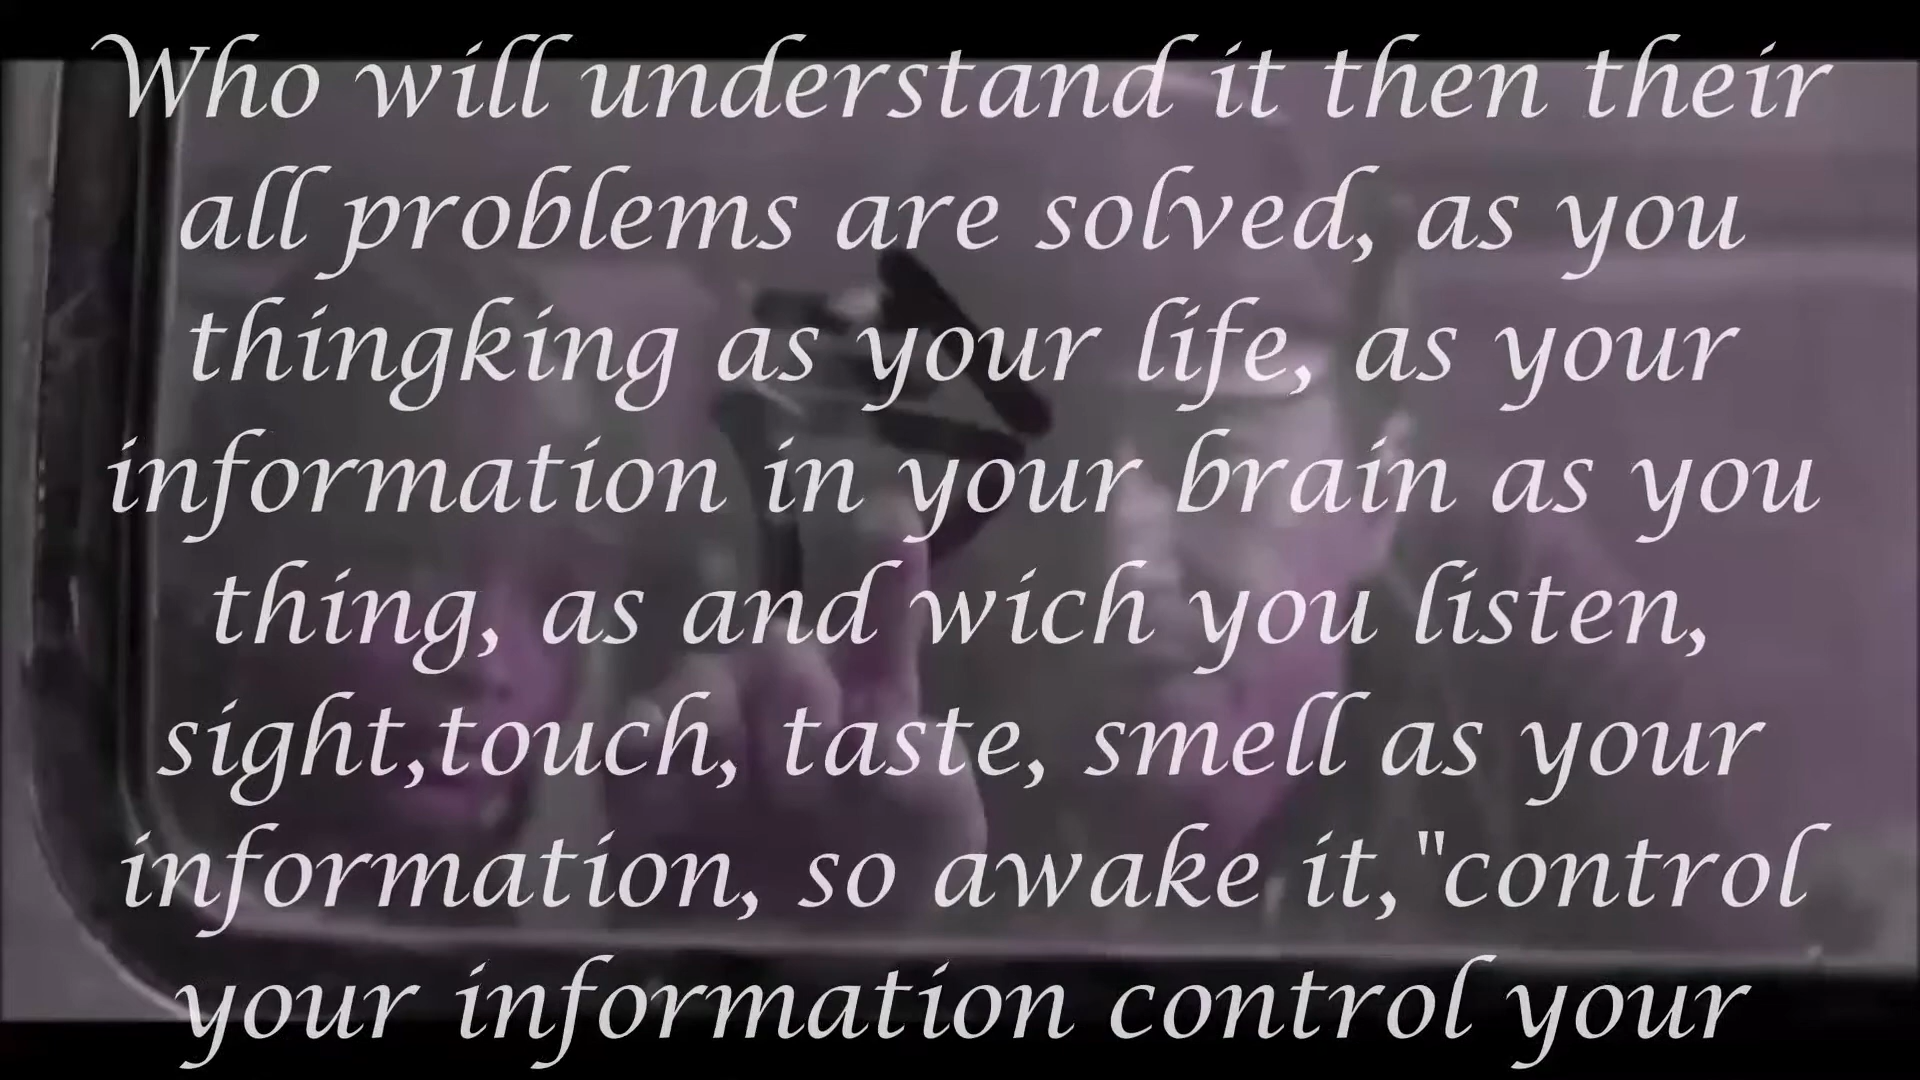 Who will understand it then their
all problems are solved, as you
thingking as your life, as your
information in your brain as you
thing, as and wich you listen,
sight,touch, taste, smell as your
information, so awake it,"control
your information control your